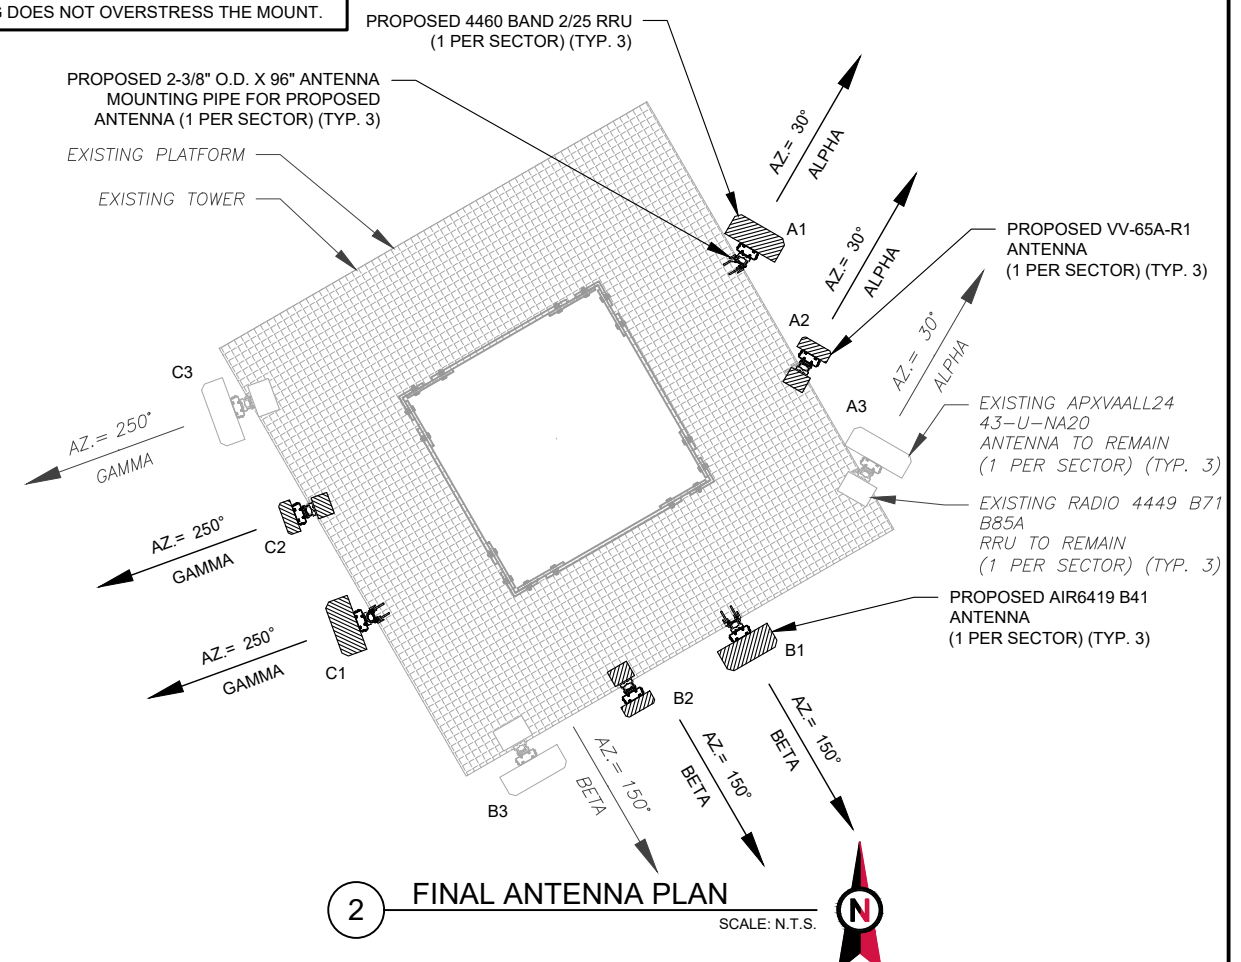 G DOES NOT OVERSTRESS THE MOUNT.
PROPOSED 4460 BAND 2/25 RRU
(1 PER SECTOR) (TYP. 3)
PROPOSED 2-3/8" O.D. X 96" ANTENNA
MOUNTING PIPE FOR PROPOSED
ANTENNA (1 PER SECTOR) (TYP. 3)
EXISTING PLATFORM
EXISTING TOWER
AZ.= 30°
ALPHA
A1
AZ.= 30°
ALPHA
PROPOSED VV-65A-R1
ANTENNA
(1 PER SECTOR) (TYP. 3)
A2
AZ.= 30°
ALPHA
A3
EXISTING APXVAALL24
43-U-NA20
ANTENNA TO REMAIN
(1 PER SECTOR) (TYP. 3)
EXISTING RADIO 4449 B71
B85A
RRU TO REMAIN
(1 PER SECTOR) (TYP. 3)
PROPOSED AIR6419 B41
ANTENNA
(1 PER SECTOR) (TYP. 3)
C3
AZ.= 250°
GAMMA
C2
AZ.= 250°
GAMMA
C1
AZ.= 250°
GAMMA
B1
AZ.= 150°
BETA
B2
AZ.= 150°
BETA
B3
AZ.= 150°
BETA
2
FINAL ANTENNA PLAN
SCALE: N.T.S.
N